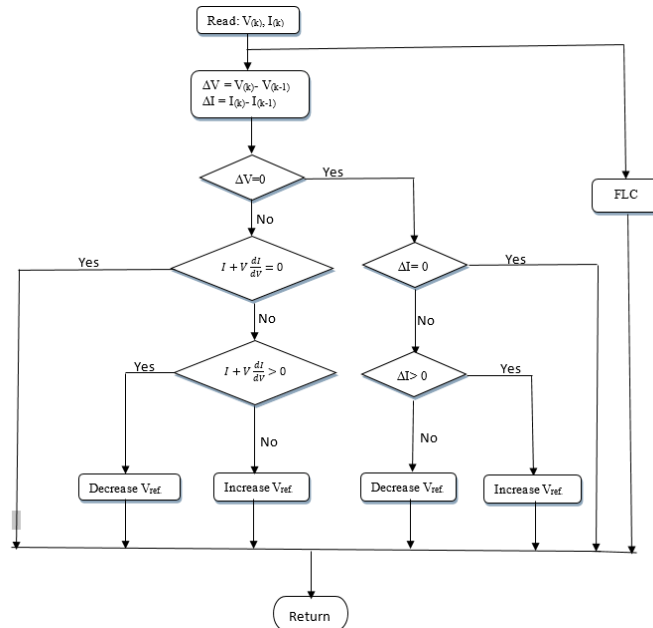 Read: V(k), I(k)
ΔV = V(k)- V(k-1)
ΔI = I(k)- I(k-1)
ΔV=0
Yes
FLC
No
Yes
I + V dI/dV = 0
ΔI= 0
Yes
No
No
Yes
I + V dI/dV > 0
ΔI> 0
Yes
No
No
Decrease Vref.
Increase Vref.
Decrease Vref.
Increase Vref.
Return